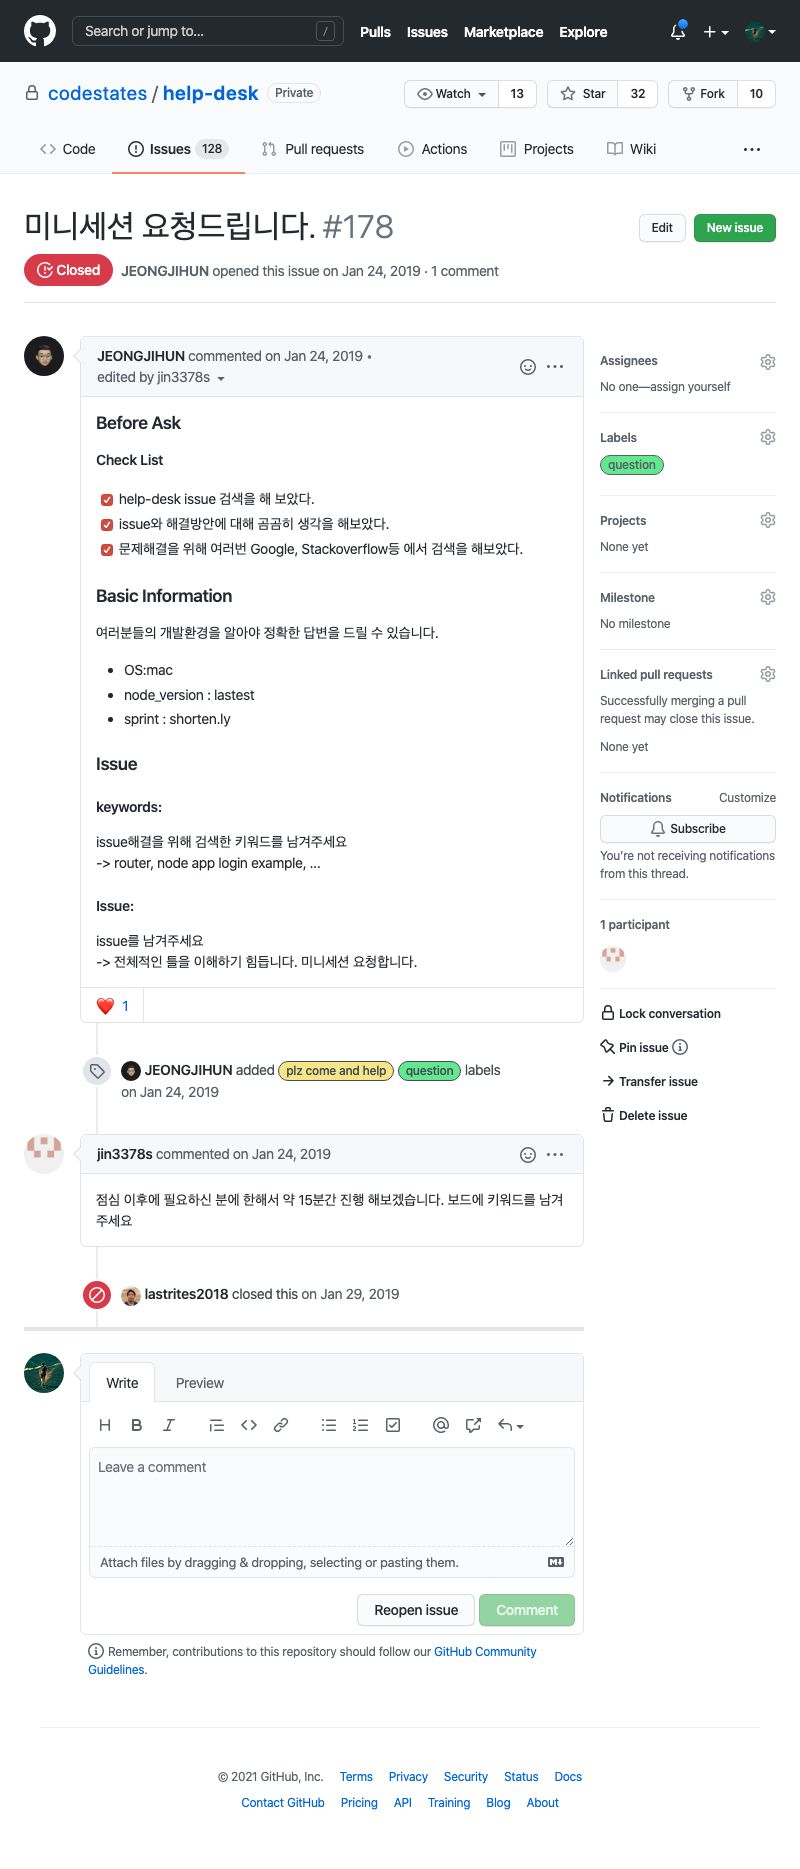 Search or jump to... /
Pulls Issues Marketplace Explore
codestates / help-desk Private
Watch 13 Star 32 Fork 10
Code Issues 128 Pull requests Actions Projects Wiki ...
미니세션 요청드립니다. #178
Edit New issue
Closed JEONGJIHUN opened this issue on Jan 24, 2019 · 1 comment
JEONGJIHUN commented on Jan 24, 2019 •
edited by jin3378s
Before Ask
Check List
help-desk issue 검색을 해 보았다.
issue와 해결방안에 대해 곰곰히 생각을 해보았다.
문제해결을 위해 여러번 Google, Stackoverflow등 에서 검색을 해보았다.
Basic Information
여러분들의 개발환경을 알아야 정확한 답변을 드릴 수 있습니다.
• OS:mac
• node_version : lastest
• sprint : shorten.ly
Issue
keywords:
issue해결을 위해 검색한 키워드를 남겨주세요
-> router, node app login example, ...
Issue:
issue를 남겨주세요
-> 전체적인 틀을 이해하기 힘듭니다. 미니세션 요청합니다.
❤️ 1
JEONGJIHUN added plz come and help question labels
on Jan 24, 2019
jin3378s commented on Jan 24, 2019
점심 이후에 필요하신 분에 한해서 약 15분간 진행 해보겠습니다. 보드에 키워드를 남겨
주세요
lastrites2018 closed this on Jan 29, 2019
Assignees
No one—assign yourself
Labels
question
Projects
None yet
Milestone
No milestone
Linked pull requests
Successfully merging a pull
request may close this issue.
None yet
Notifications Customize
Subscribe
You're not receiving notifications
from this thread.
1 participant
Lock conversation
Pin issue
Transfer issue
Delete issue
Write Preview
H B I
Leave a comment
Attach files by dragging & dropping, selecting or pasting them.
Reopen issue Comment
Remember, contributions to this repository should follow our GitHub Community
Guidelines.
© 2021 GitHub, Inc. Terms Privacy Security Status Docs
Contact GitHub Pricing API Training Blog About